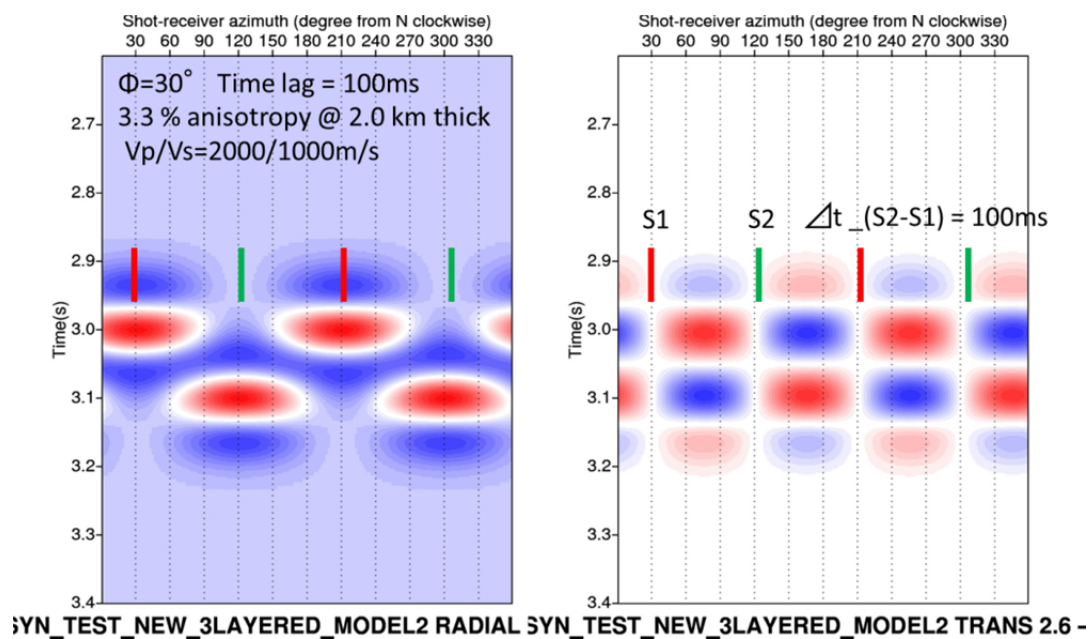 Shot-receiver azimuth (degree from N clockwise)
30 60 90 120 150 180 210 240 270 300 330
Φ=30° Time lag = 100ms
3.3 % anisotropy @ 2.0 km thick
Vp/Vs=2000/1000m/s
Time(s)
2.7
2.8
2.9
3.0
3.1
3.2
3.3
3.4
SYN_TEST_NEW_3LAYERED_MODEL2 RADIAL
Shot-receiver azimuth (degree from N clockwise)
30 60 90 120 150 180 210 240 270 300 330
S1 S2 ⊿t _(S2-S1) = 100ms
Time(s)
2.7
2.8
2.9
3.0
3.1
3.2
3.3
3.4
SYN_TEST_NEW_3LAYERED_MODEL2 TRANS 2.6 -